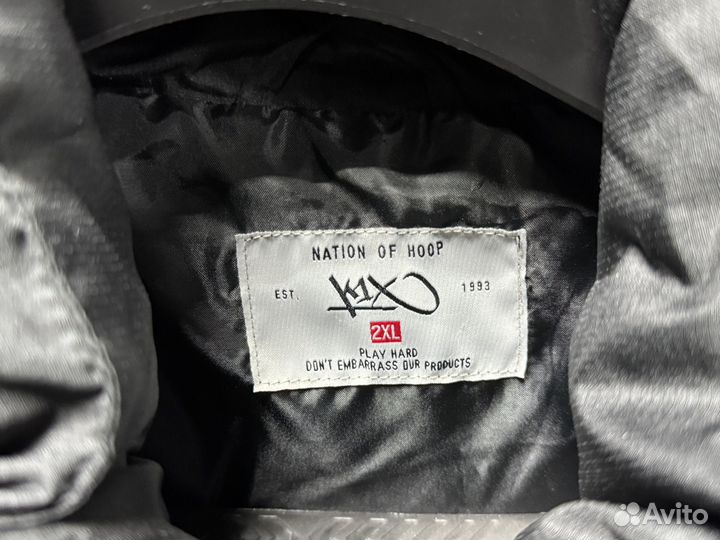 NATION OF HOOP
EST. K1X 1993
2XL
PLAY HARD
DON'T EMBARRASS OUR PRODUCTS
Avito